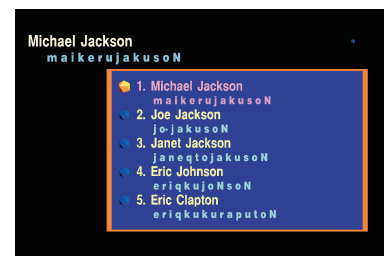 Michael Jackson
maikerujakusoN
1. Michael Jackson
maikerujakusoN
2. Joe Jackson
jo-jakusoN
3. Janet Jackson
janeqtojakusoN
4. Eric Johnson
eriqkujoNsoN
5. Eric Clapton
eriqkukuraputoN